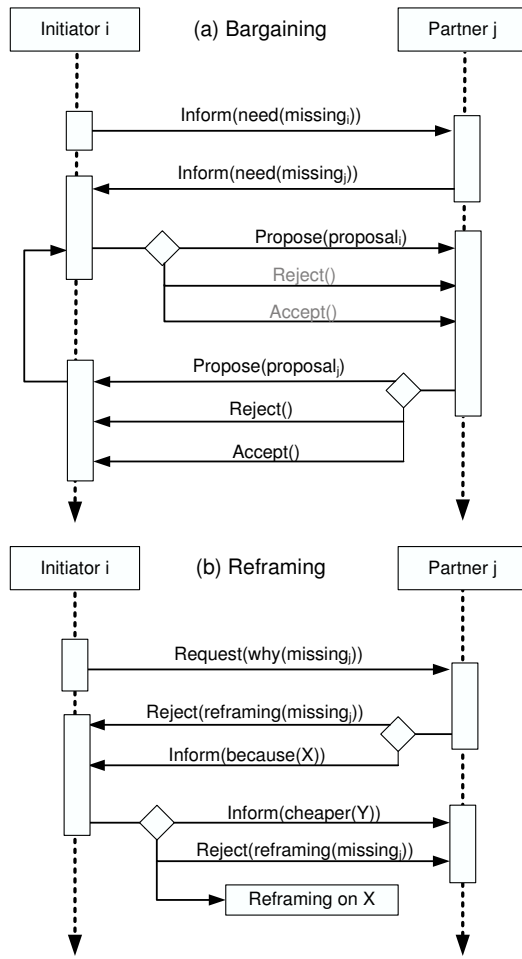 Initiator i (a) Bargaining Partner j
Inform(need(missingᵢ))
Inform(need(missingⱼ))
Propose(proposalᵢ)
Reject()
Accept()
Propose(proposalⱼ)
Reject()
Accept()
Initiator i (b) Reframing Partner j
Request(why(missingⱼ))
Reject(reframing(missingⱼ))
Inform(because(X))
Inform(cheaper(Y))
Reject(reframing(missingⱼ))
Reframing on X